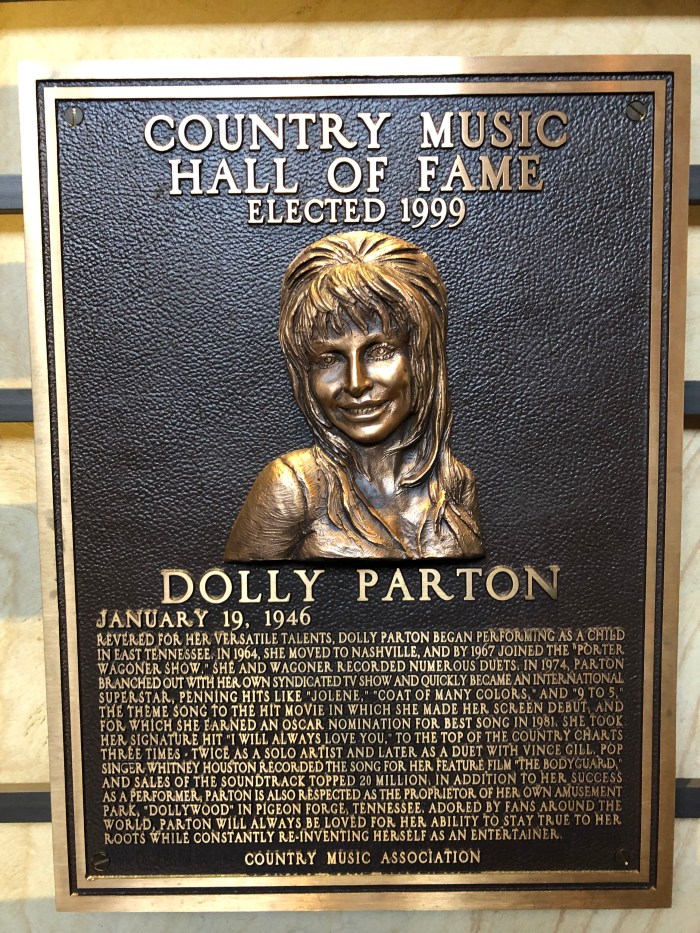 COUNTRY MUSIC
HALL OF FAME
ELECTED 1999
DOLLY PARTON
JANUARY 19, 1946
REVERED FOR HER VERSATILE TALENTS, DOLLY PARTON BEGAN PERFORMING AS A CHILD
IN EAST TENNESSEE. IN 1964, SHE MOVED TO NASHVILLE, AND BY 1967 JOINED THE "PORTER
WAGONER SHOW." SHE AND WAGONER RECORDED NUMEROUS DUETS. IN 1974, PARTON
BRANCHED OUT WITH HER OWN SYNDICATED TV SHOW AND QUICKLY BECAME AN INTERNATIONAL
SUPERSTAR, PENNING HITS LIKE "JOLENE," "COAT OF MANY COLORS," AND "9 TO 5,"
THE THEME SONG TO THE HIT MOVIE IN WHICH SHE MADE HER SCREEN DEBUT, AND
FOR WHICH SHE EARNED AN OSCAR NOMINATION FOR BEST SONG IN 1981. SHE TOOK
HER SIGNATURE HIT "I WILL ALWAYS LOVE YOU," TO THE TOP OF THE COUNTRY CHARTS
THREE TIMES - TWICE AS A SOLO ARTIST AND LATER AS A DUET WITH VINCE GILL. POP
SINGER WHITNEY HOUSTON RECORDED THE SONG FOR HER FEATURE FILM "THE BODYGUARD,"
AND SALES OF THE SOUNDTRACK TOPPED 20 MILLION. IN ADDITION TO HER SUCCESS
AS A PERFORMER, PARTON IS ALSO RESPECTED AS THE PROPRIETOR OF HER OWN AMUSEMENT
PARK, "DOLLYWOOD" IN PIGEON FORGE, TENNESSEE. ADORED BY FANS AROUND THE
WORLD, PARTON WILL ALWAYS BE LOVED FOR HER ABILITY TO STAY TRUE TO HER
ROOTS WHILE CONSTANTLY RE-INVENTING HERSELF AS AN ENTERTAINER.
COUNTRY MUSIC ASSOCIATION